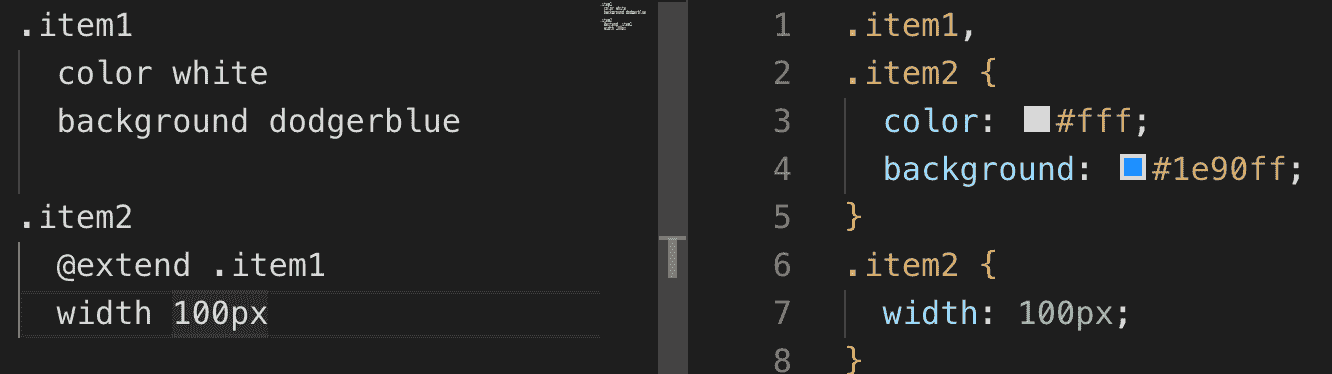 .item1
color white
background dodgerblue
.item2
@extend .item1
width 100px
1 .item1,
2 .item2 {
3 color: #fff;
4 background: #1e90ff;
5 }
6 .item2 {
7 width: 100px;
8 }